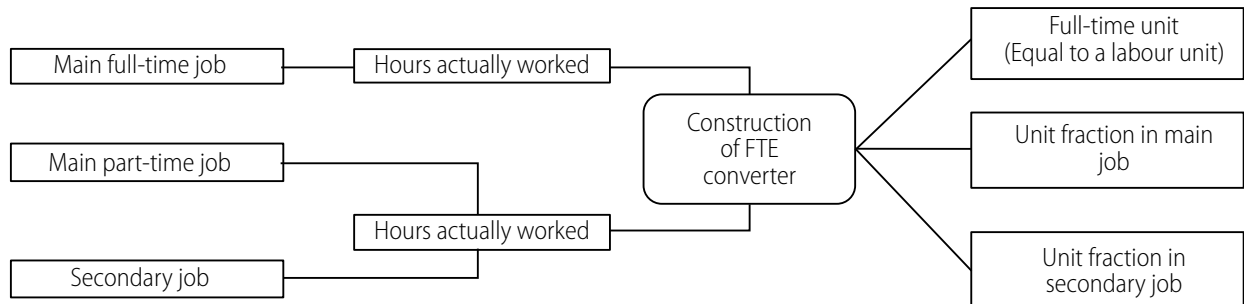 Main full-time job
Hours actually worked
Main part-time job
Hours actually worked
Secondary job
Construction
of FTE
converter
Full-time unit
(Equal to a labour unit)
Unit fraction in main
job
Unit fraction in
secondary job